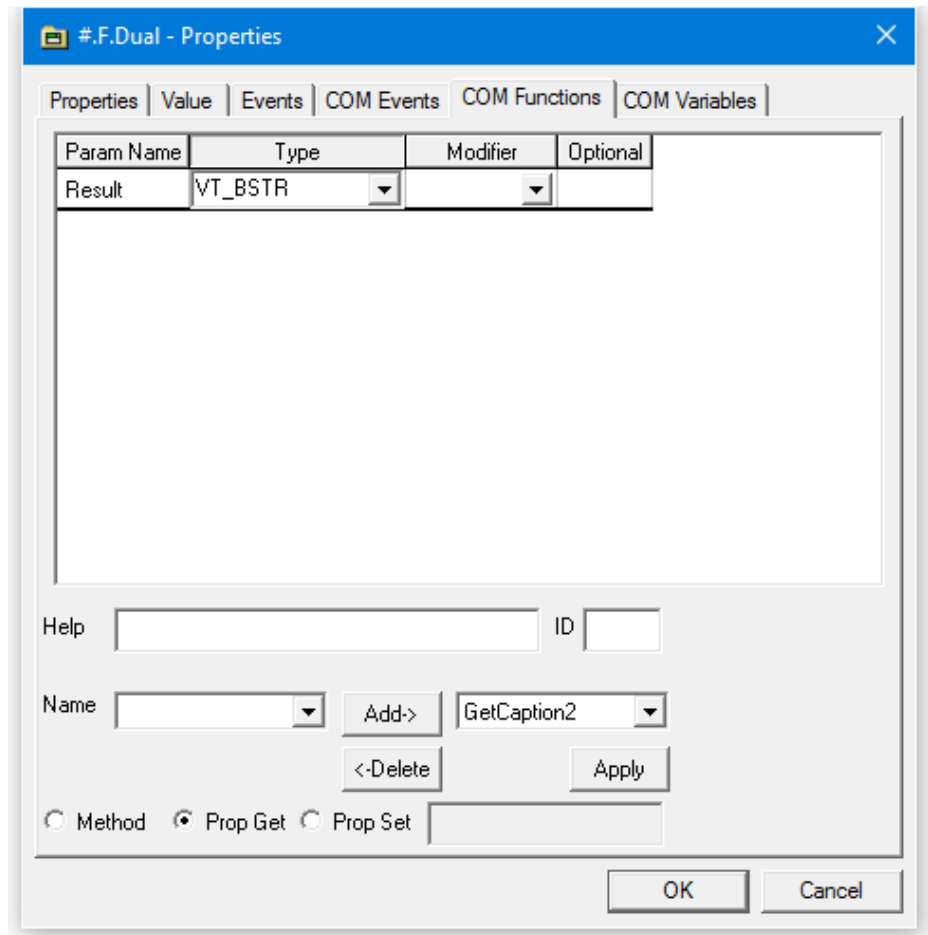 #.F.Dual - Properties
Properties Value Events COM Events COM Functions COM Variables
Param Name Type Modifier Optional
Result VT_BSTR
Help ID
Name Add-> GetCaption2
<-Delete Apply
Method Prop Get Prop Set
OK Cancel